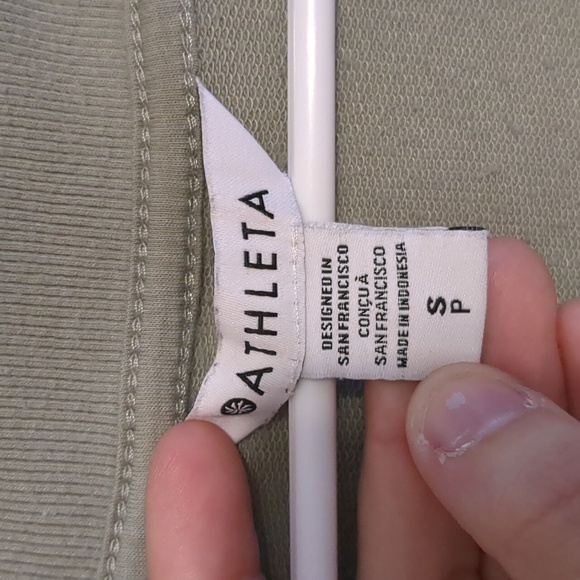 ATHLETA
DESIGNED IN
SAN FRANCISCO
CONÇU À
SAN FRANCISCO
MADE IN INDONESIA
S
P